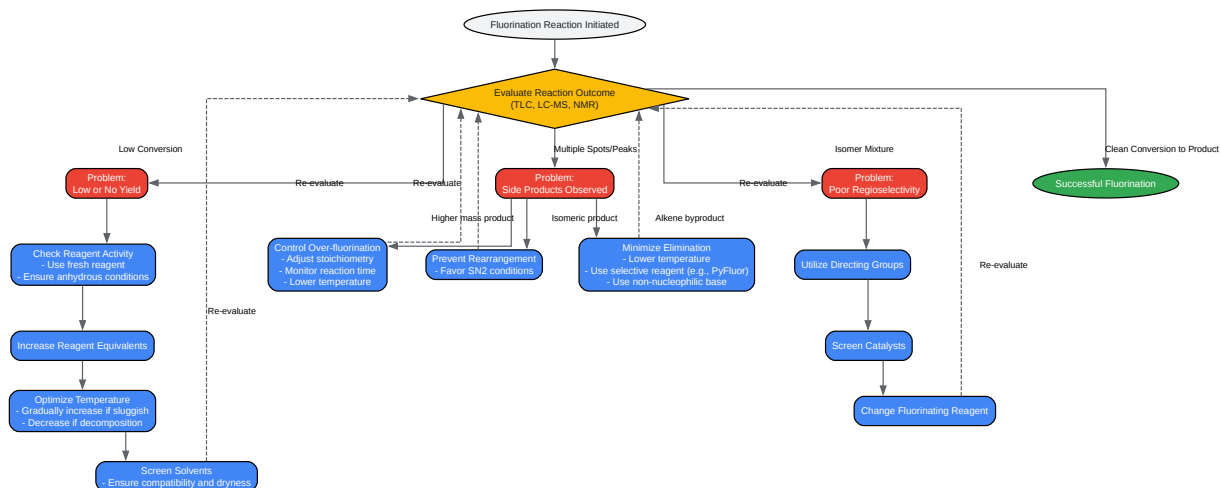 Fluorination Reaction Initiated
Evaluate Reaction Outcome
(TLC, LC-MS, NMR)
Low Conversion
Multiple Spots/Peaks
Isomer Mixture
Clean Conversion to Product
Problem:
Low or No Yield
Re-evaluate
Re-evaluate
Problem:
Side Products Observed
Re-evaluate
Problem:
Poor Regioselectivity
Successful Fluorination
Higher mass product
Isomeric product
Alkene byproduct
Check Reagent Activity
- Use fresh reagent
- Ensure anhydrous conditions
Control Over-fluorination
- Adjust stoichiometry
- Monitor reaction time
- Lower temperature
Prevent Rearrangement
- Favor SN2 conditions
Minimize Elimination
- Lower temperature
- Use selective reagent (e.g., PyFluor)
- Use non-nucleophilic base
Utilize Directing Groups
Re-evaluate
Re-evaluate
Increase Reagent Equivalents
Screen Catalysts
Optimize Temperature
- Gradually increase if sluggish
- Decrease if decomposition
Change Fluorinating Reagent
Screen Solvents
- Ensure compatibility and dryness